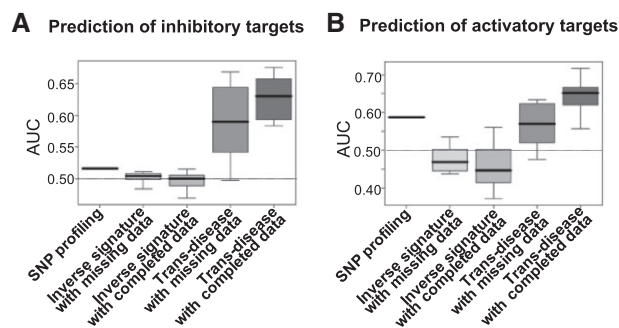 A Prediction of inhibitory targets
AUC
0.65
0.60
0.55
0.50
SNP profiling
Inverse signature
with missing data
Inverse signature
with completed data
Trans-disease
with missing data
Trans-disease
with completed data
B Prediction of activatory targets
AUC
0.70
0.60
0.50
0.40
SNP profiling
Inverse signature
with missing data
Inverse signature
with completed data
Trans-disease
with missing data
Trans-disease
with completed data